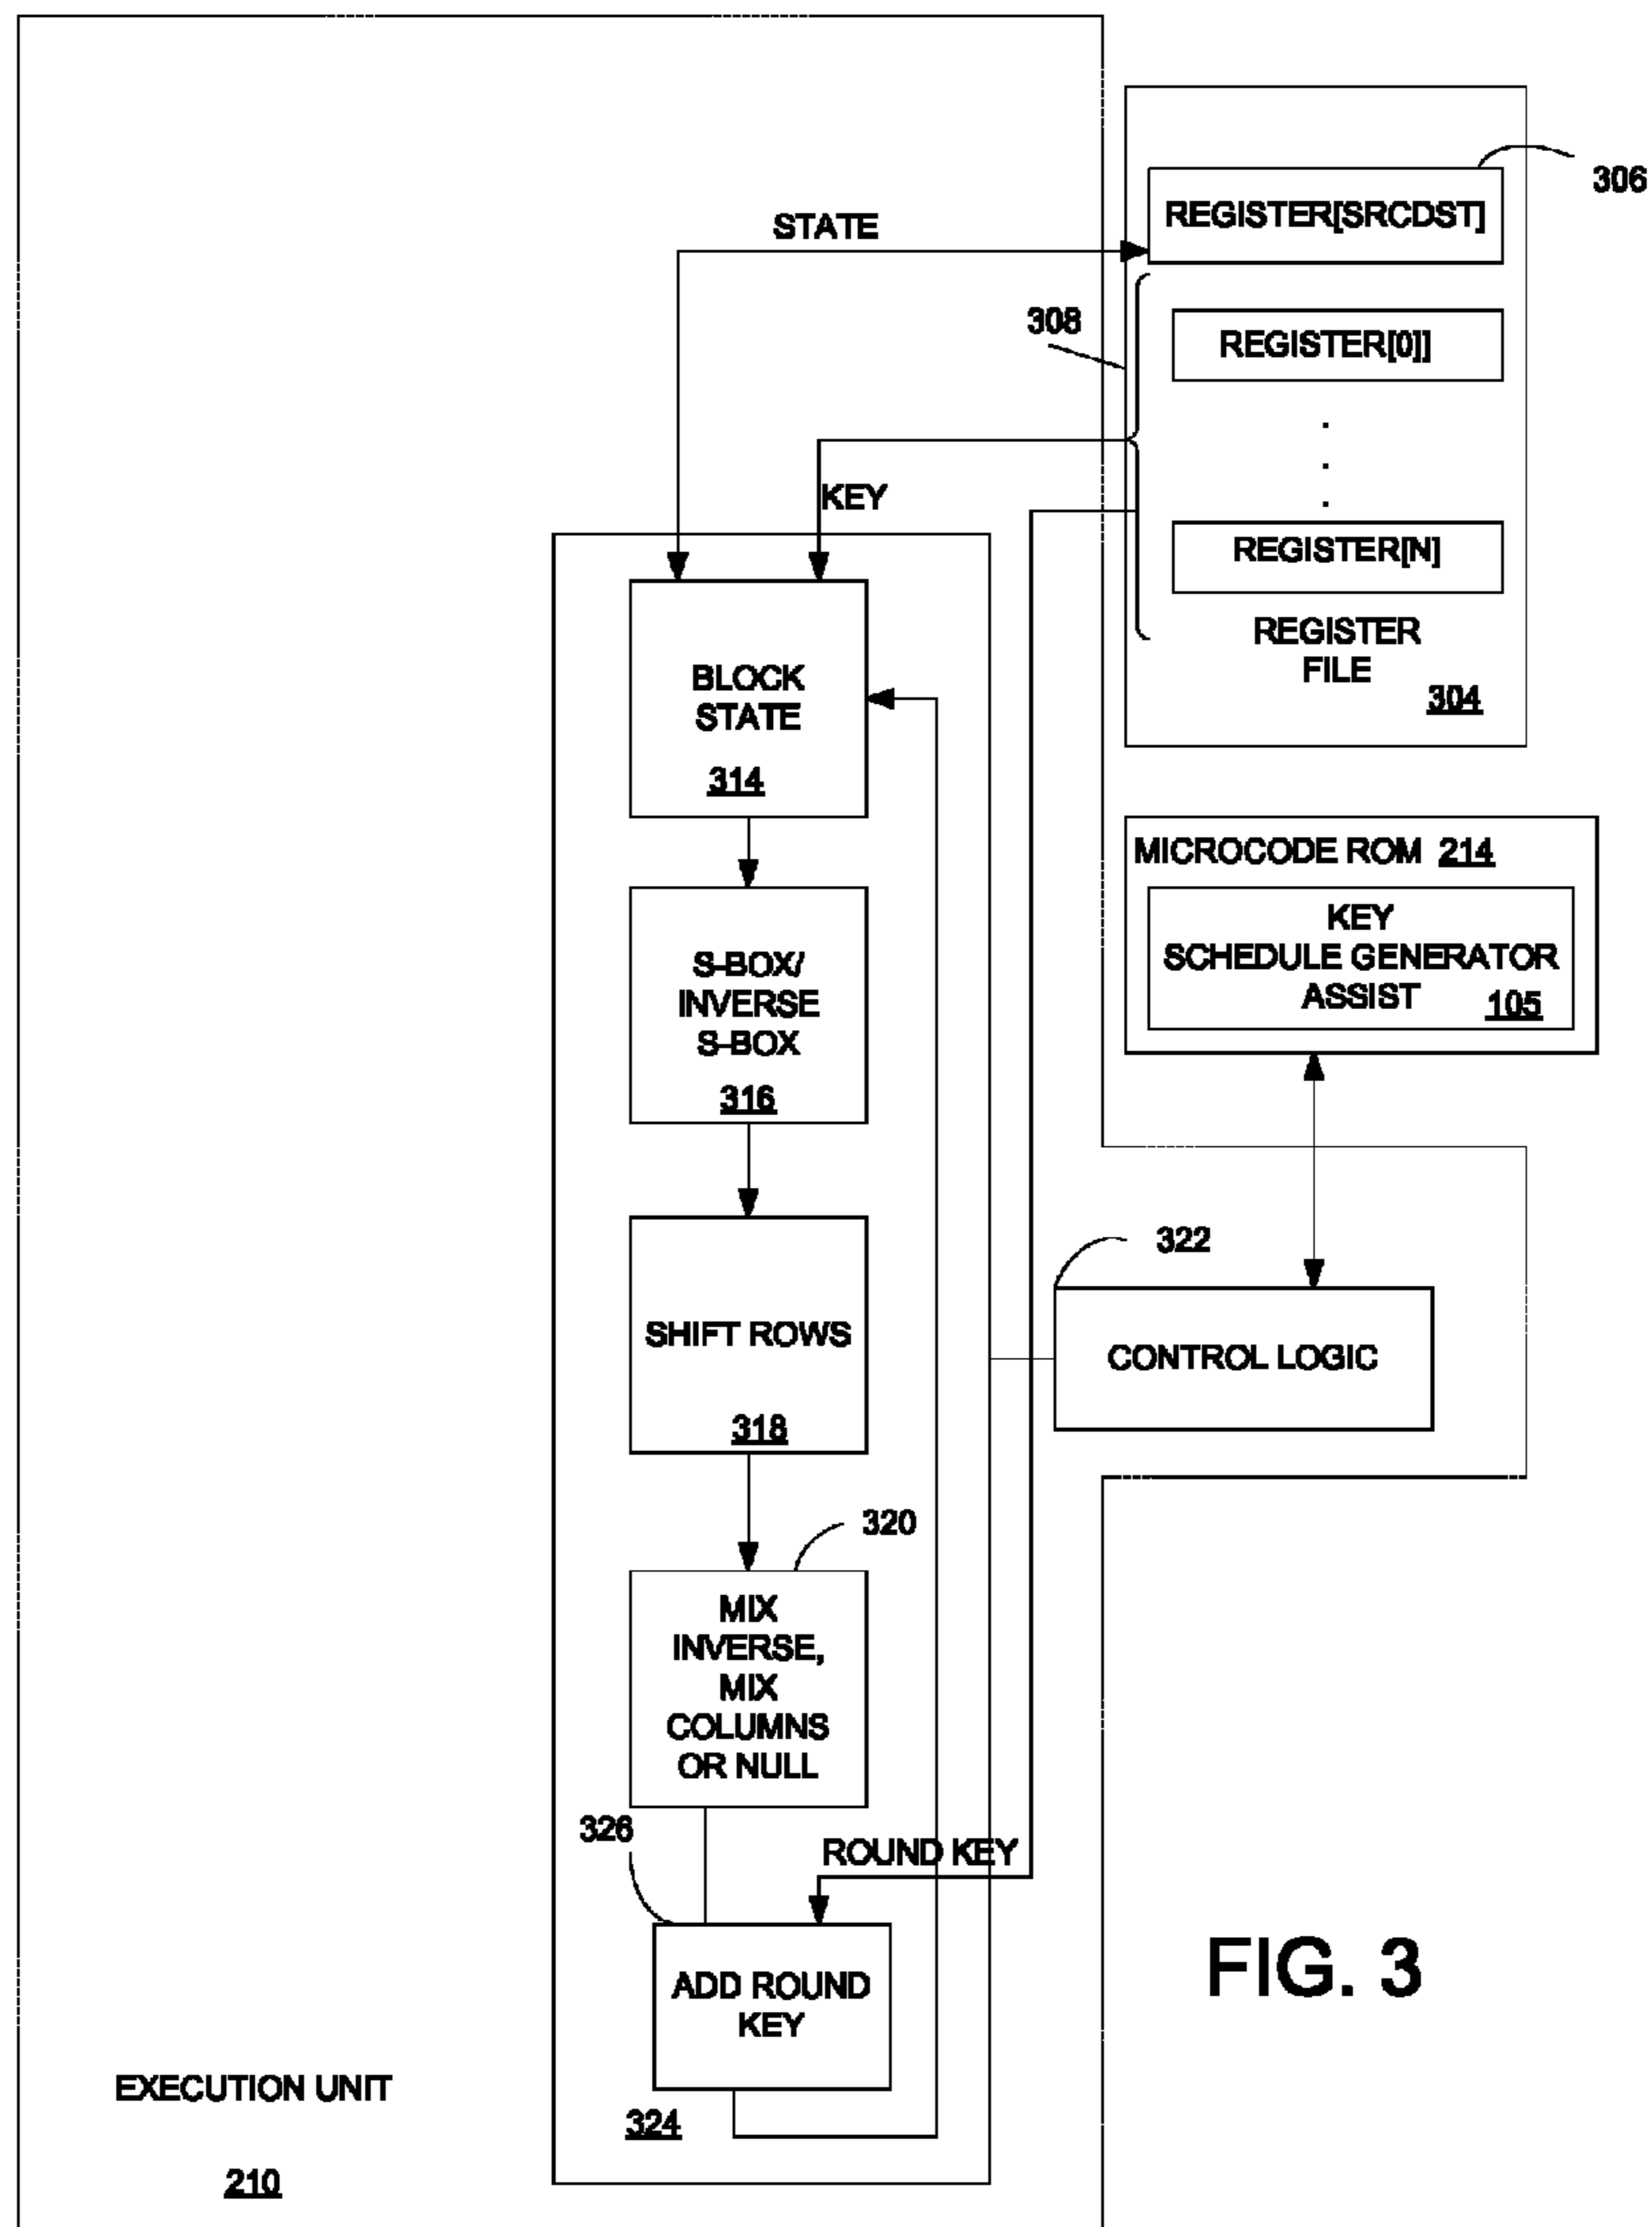 306
REGISTER[SRCDST]
STATE
308
REGISTER[0]]
.
.
.
KEY
REGISTER[N]
REGISTER
FILE
304
BLOCK
STATE
314
MICROCODE ROM 214
KEY
SCHEDULE GENERATOR
ASSIST 105
S-BOX/
INVERSE
S-BOX
316
322
CONTROL LOGIC
SHIFT ROWS
318
320
MIX
INVERSE,
MIX
COLUMNS
OR NULL
326
ROUND KEY
ADD ROUND
KEY
324
FIG. 3
EXECUTION UNIT
210